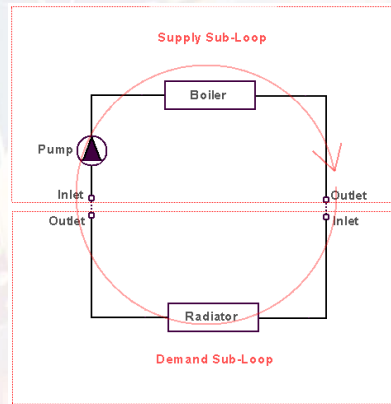 Supply Sub-Loop
Boiler
Pump
Inlet
Outlet
Outlet
Inlet
Radiator
Demand Sub-Loop